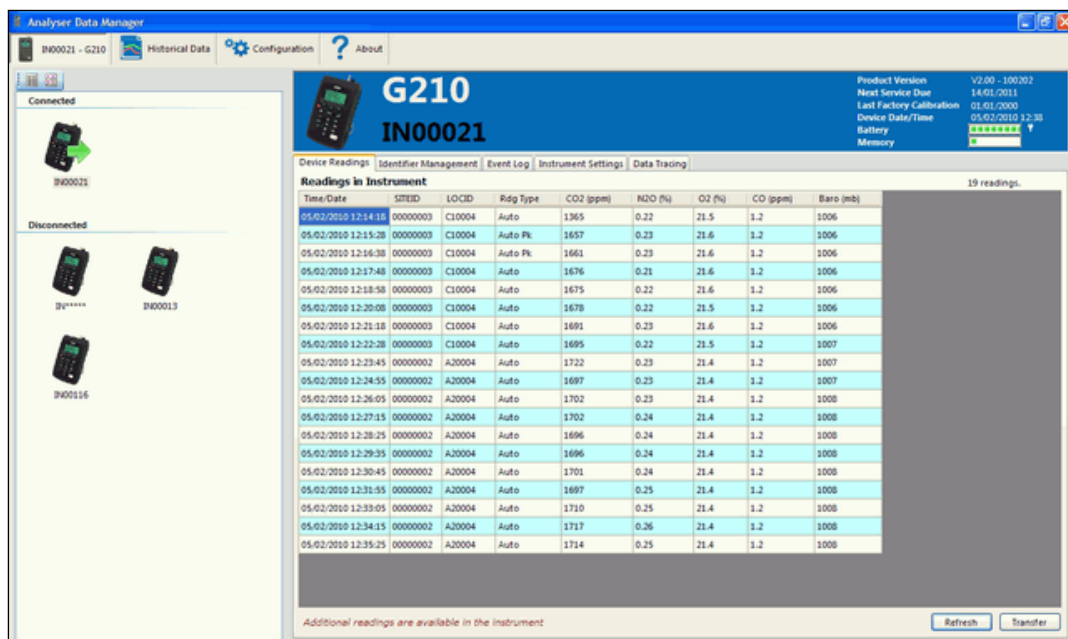 Analyser Data Manager
IN00021 - G210 Historical Data Configuration About
Connected
IN00021
Disconnected
IN***** IN00013
IN00116
G210
IN00021
Product Version V2.00 - 100202
Next Service Due 14/01/2011
Last Factory Calibration 01/01/2000
Device Date/Time 05/02/2010 12:38
Battery
Memory
Device Readings Identifier Management Event Log Instrument Settings Data Tracing
Readings in Instrument 19 readings.
Time/Date SITEID LOCID Rdg Type CO2 (ppm) N2O (%) O2 (%) CO (ppm) Baro (mb)
05/02/2010 12:14:18 00000003 C10004 Auto 1365 0.22 21.5 1.2 1006
05/02/2010 12:15:28 00000003 C10004 Auto Pk 1657 0.23 21.6 1.2 1006
05/02/2010 12:16:38 00000003 C10004 Auto Pk 1661 0.23 21.6 1.2 1006
05/02/2010 12:17:48 00000003 C10004 Auto 1676 0.21 21.6 1.2 1006
05/02/2010 12:18:58 00000003 C10004 Auto 1675 0.22 21.6 1.2 1006
05/02/2010 12:20:08 00000003 C10004 Auto 1678 0.22 21.5 1.2 1006
05/02/2010 12:21:18 00000003 C10004 Auto 1691 0.23 21.6 1.2 1006
05/02/2010 12:22:28 00000003 C10004 Auto 1695 0.22 21.5 1.2 1007
05/02/2010 12:23:45 00000002 A20004 Auto 1722 0.23 21.4 1.2 1007
05/02/2010 12:24:55 00000002 A20004 Auto 1697 0.23 21.4 1.2 1007
05/02/2010 12:26:05 00000002 A20004 Auto 1702 0.23 21.4 1.2 1008
05/02/2010 12:27:15 00000002 A20004 Auto 1702 0.24 21.4 1.2 1008
05/02/2010 12:28:25 00000002 A20004 Auto 1696 0.24 21.4 1.2 1008
05/02/2010 12:29:35 00000002 A20004 Auto 1696 0.24 21.4 1.2 1008
05/02/2010 12:30:45 00000002 A20004 Auto 1701 0.24 21.4 1.2 1008
05/02/2010 12:31:55 00000002 A20004 Auto 1697 0.25 21.4 1.2 1008
05/02/2010 12:33:05 00000002 A20004 Auto 1710 0.25 21.4 1.2 1008
05/02/2010 12:34:15 00000002 A20004 Auto 1717 0.26 21.4 1.2 1008
05/02/2010 12:35:25 00000002 A20004 Auto 1714 0.25 21.4 1.2 1008
Additional readings are available in the instrument Refresh Transfer